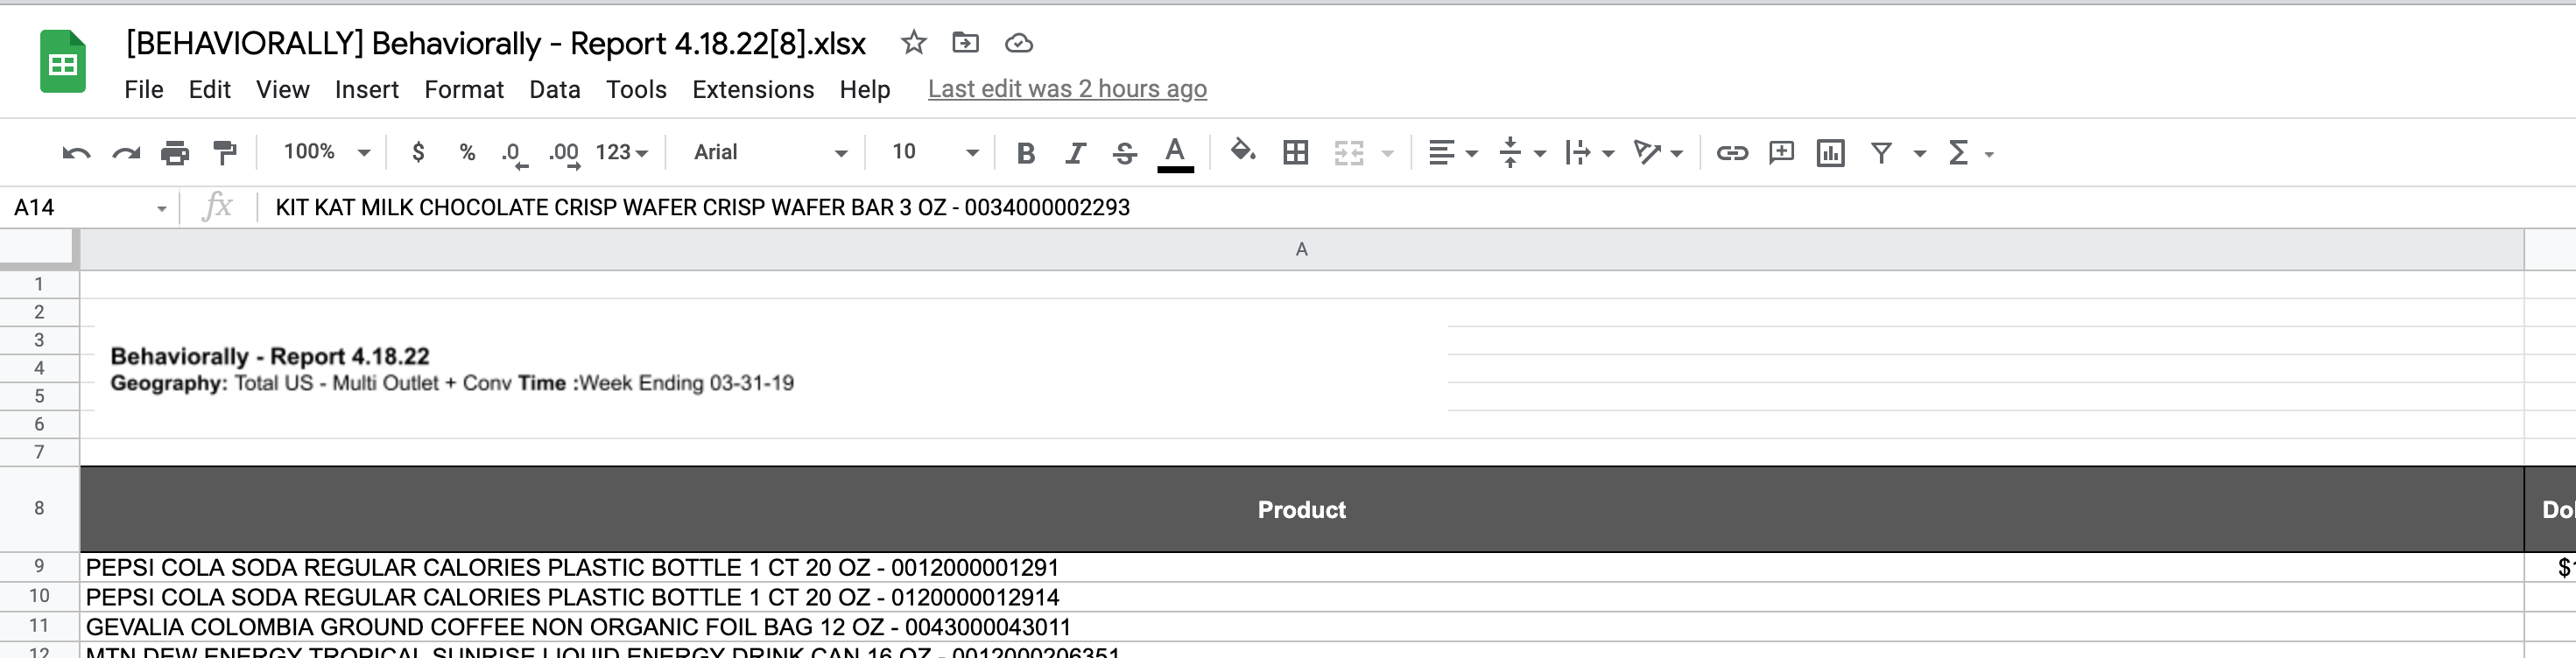 [BEHAVIORALLY] Behaviorally - Report 4.18.22[8].xlsx
File Edit View Insert Format Data Tools Extensions Help Last edit was 2 hours ago
100% $ % .0 .00 123 Arial 10 B I S A Σ
A14 fx KIT KAT MILK CHOCOLATE CRISP WAFER CRISP WAFER BAR 3 OZ - 0034000002293
A
1
2
3
Behaviorally - Report 4.18.22
4
Geography: Total US - Multi Outlet + Conv Time :Week Ending 03-31-19
5
6
7
8 Product
9 PEPSI COLA SODA REGULAR CALORIES PLASTIC BOTTLE 1 CT 20 OZ - 0012000001291 $
10 PEPSI COLA SODA REGULAR CALORIES PLASTIC BOTTLE 1 CT 20 OZ - 0120000012914
11 GEVALIA COLOMBIA GROUND COFFEE NON ORGANIC FOIL BAG 12 OZ - 0043000043011
12 MTN DEW ENERGY TROPICAL SUNRISE LIQUID ENERGY DRINK CAN 16 OZ - 0012000206351